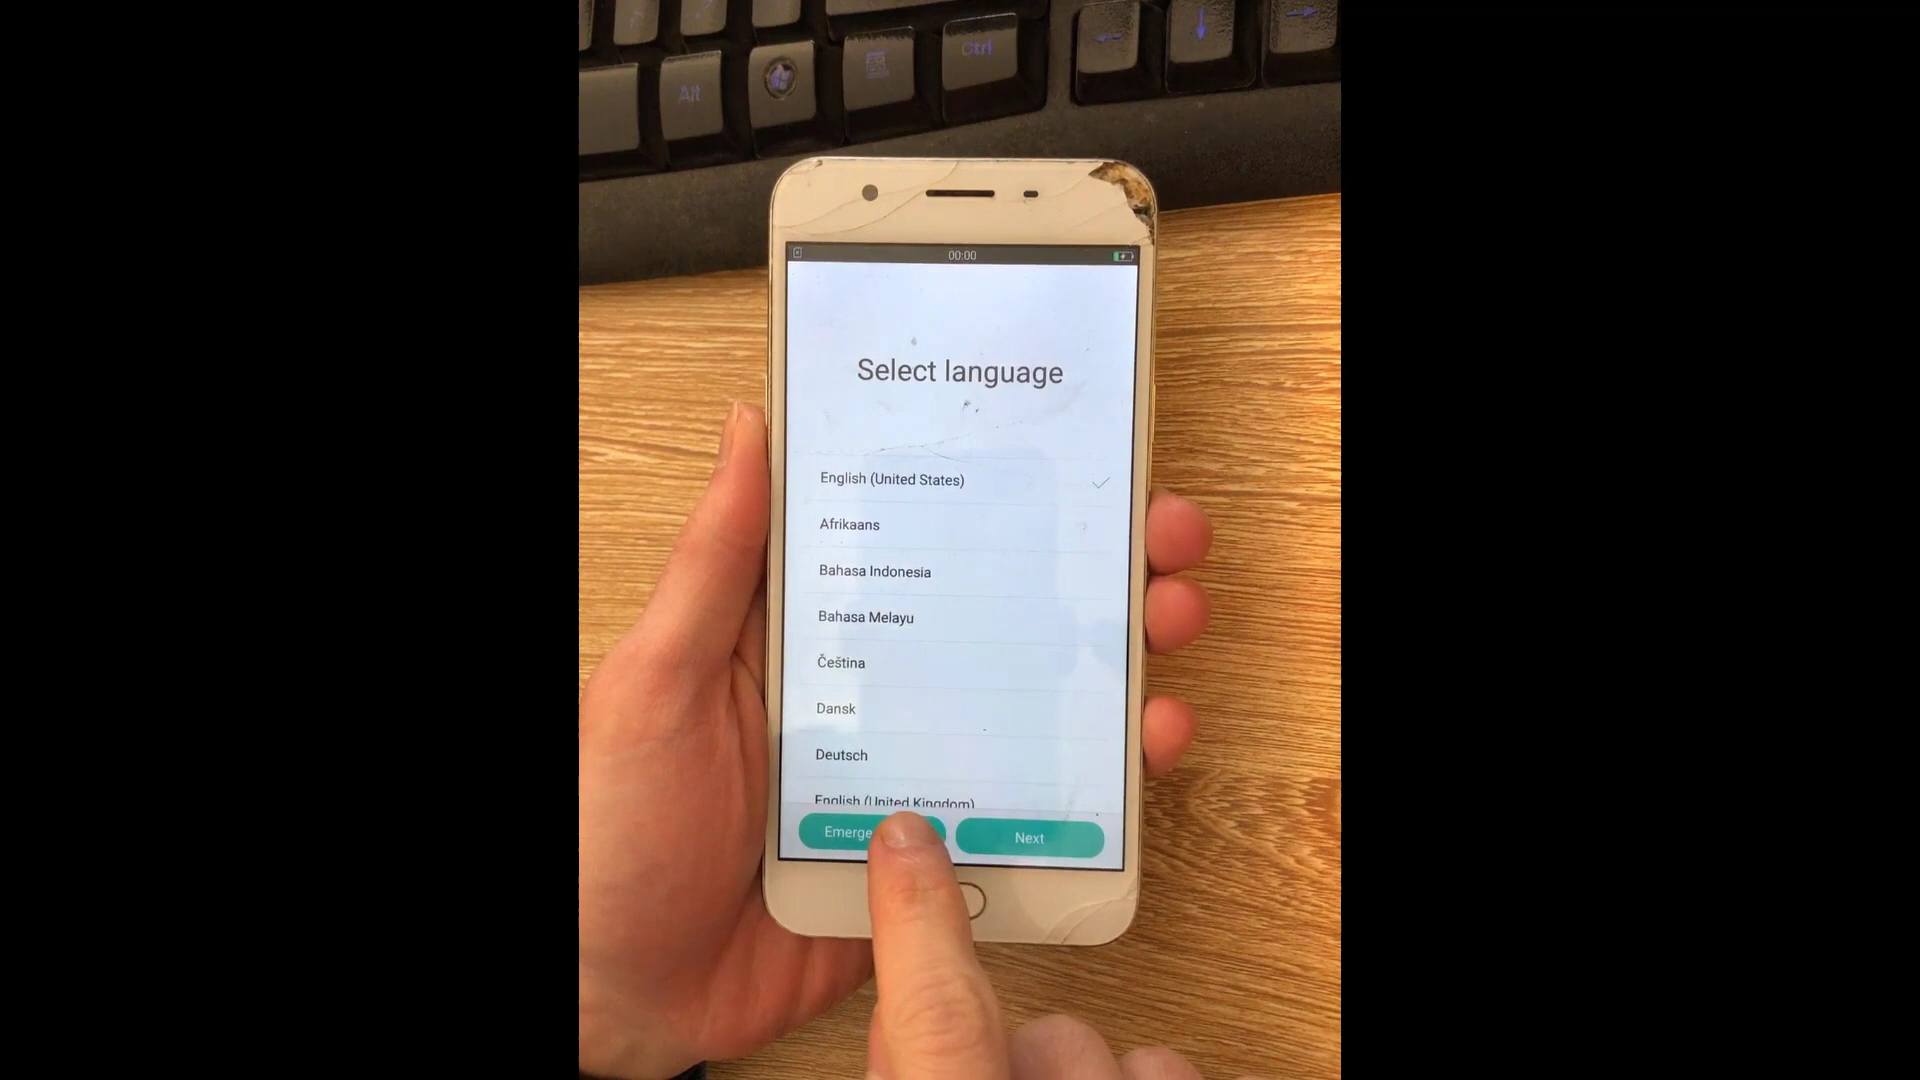 Alt
Ctrl
00:00
Select language
English (United States)
Afrikaans
Bahasa Indonesia
Bahasa Melayu
Čeština
Dansk
Deutsch
English (United Kingdom)
Emerge
Next